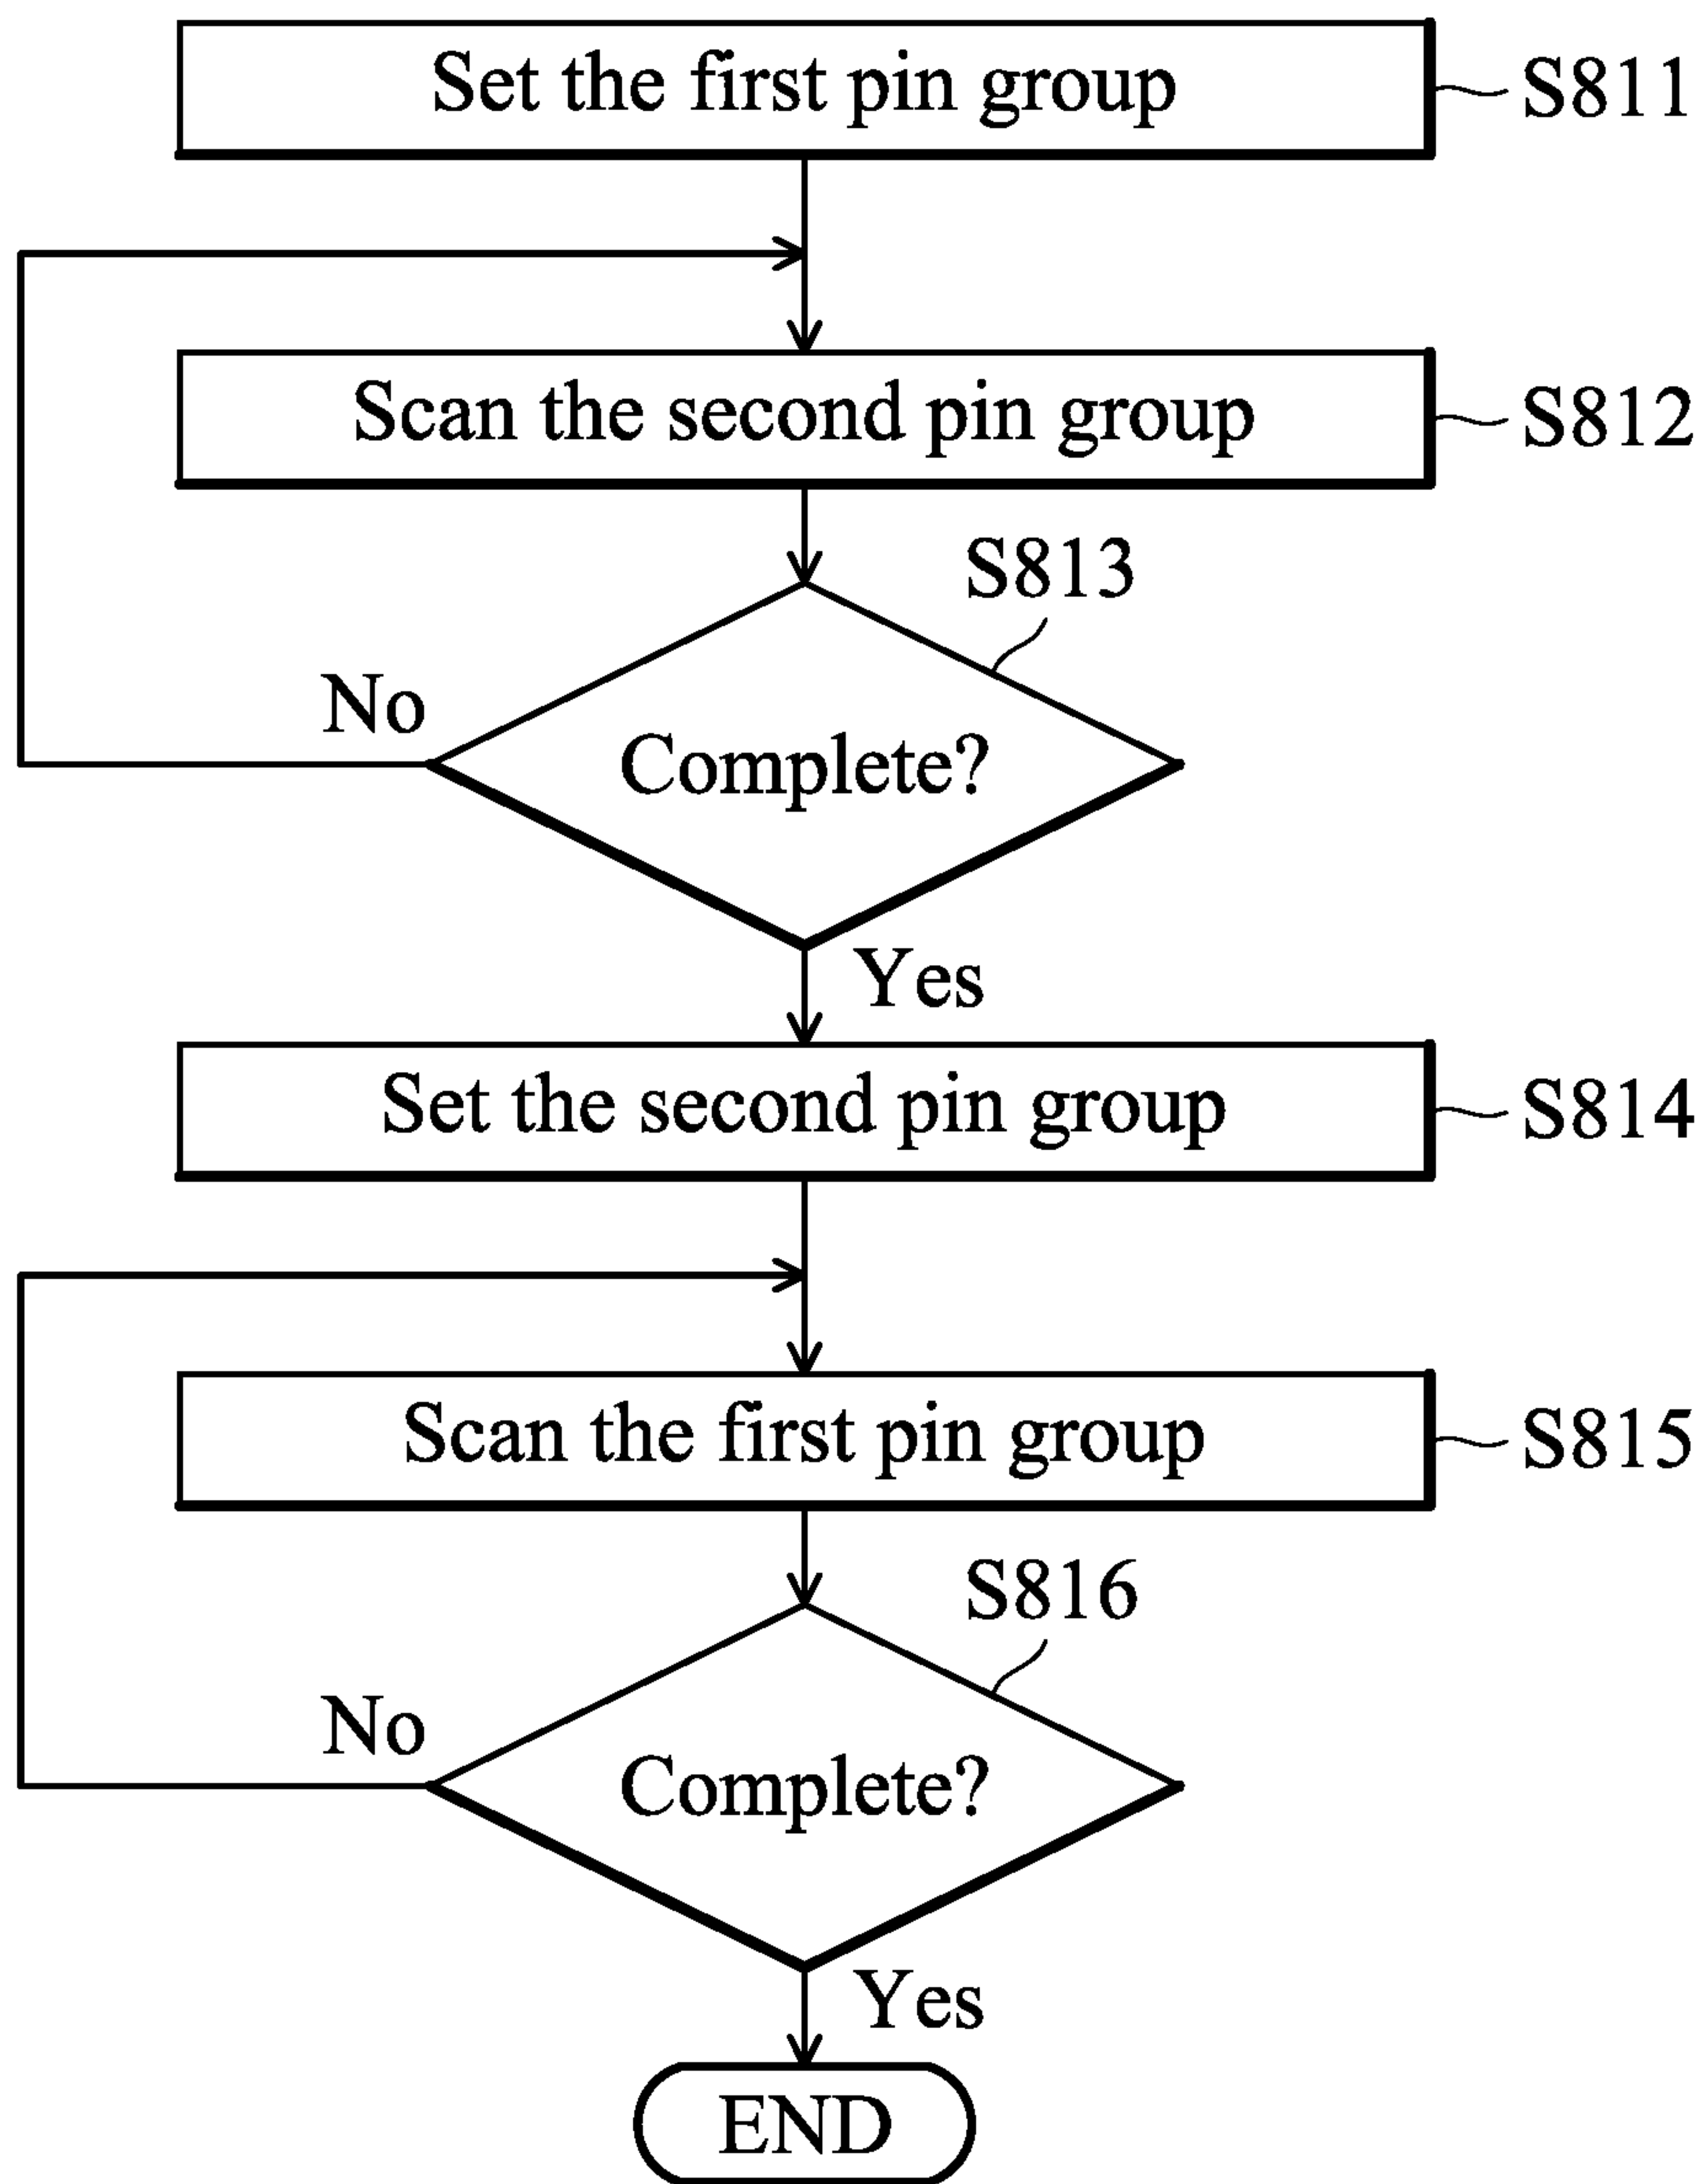 Set the first pin group
S811
Scan the second pin group
S812
S813
No
Complete?
Yes
Set the second pin group
S814
Scan the first pin group
S815
S816
No
Complete?
Yes
END